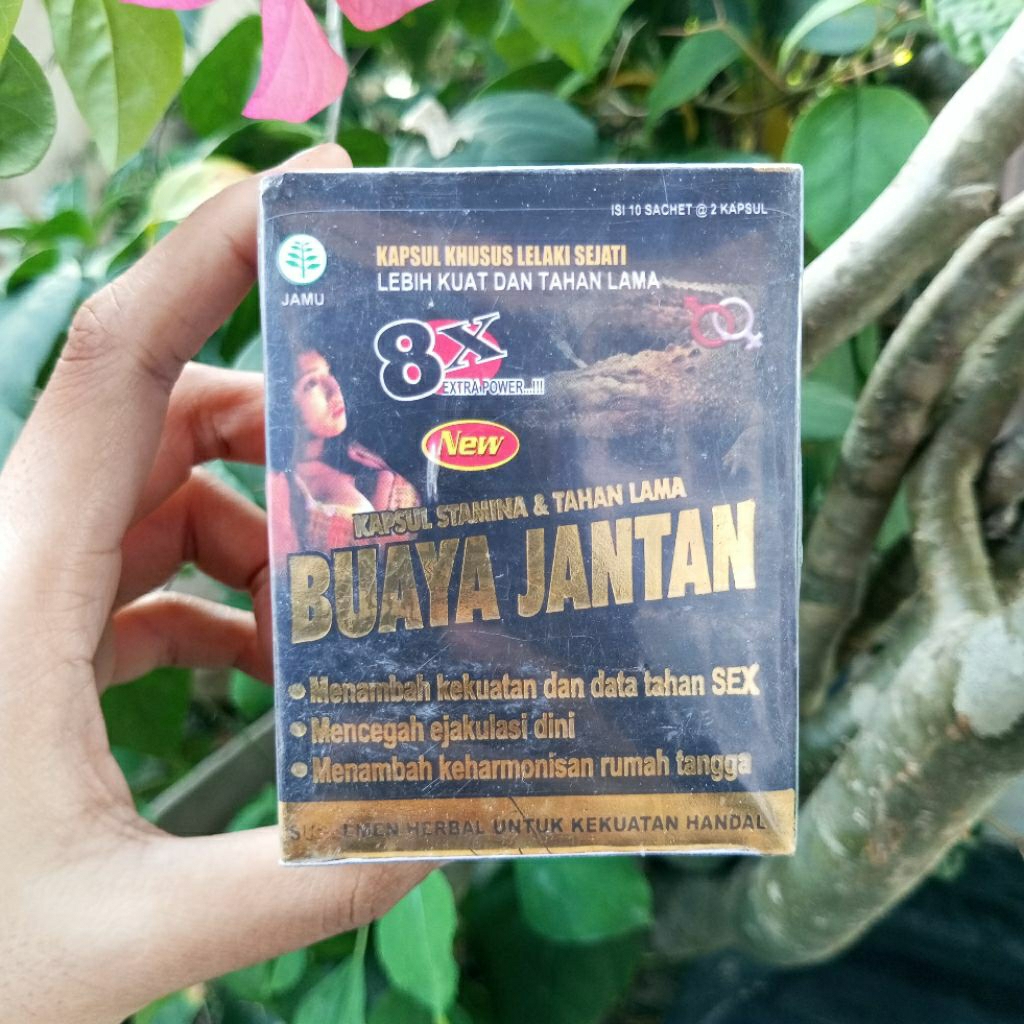 ISI 10 SACHET @ 2 KAPSUL
JAMU
KAPSUL KHUSUS LELAKI SEJATI
LEBIH KUAT DAN TAHAN LAMA
8X
EXTRA POWER...!!!
New
KAPSUL STAMINA & TAHAN LAMA
BUAYA JANTAN
• Menambah kekuatan dan data tahan SEX
• Mencegah ejakulasi dini
• Menambah keharmonisan rumah tangga
HERBAL UNTUK KEKUATAN HANDAL